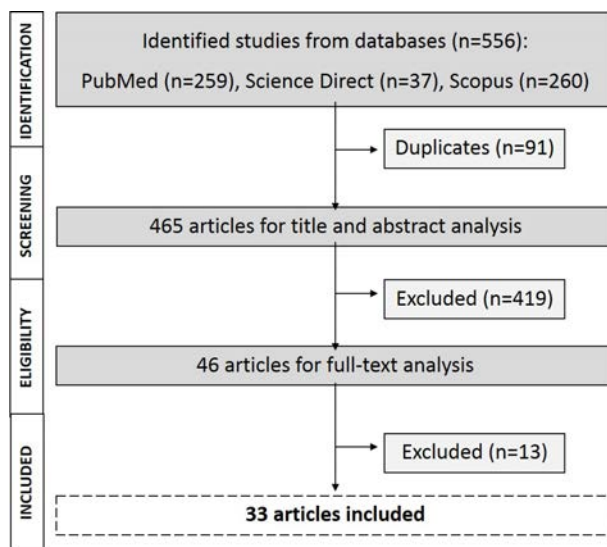 IDENTIFICATION
Identified studies from databases (n=556):
PubMed (n=259), Science Direct (n=37), Scopus (n=260)
Duplicates (n=91)
SCREENING
465 articles for title and abstract analysis
Excluded (n=419)
ELIGIBILITY
46 articles for full-text analysis
Excluded (n=13)
INCLUDED
33 articles included